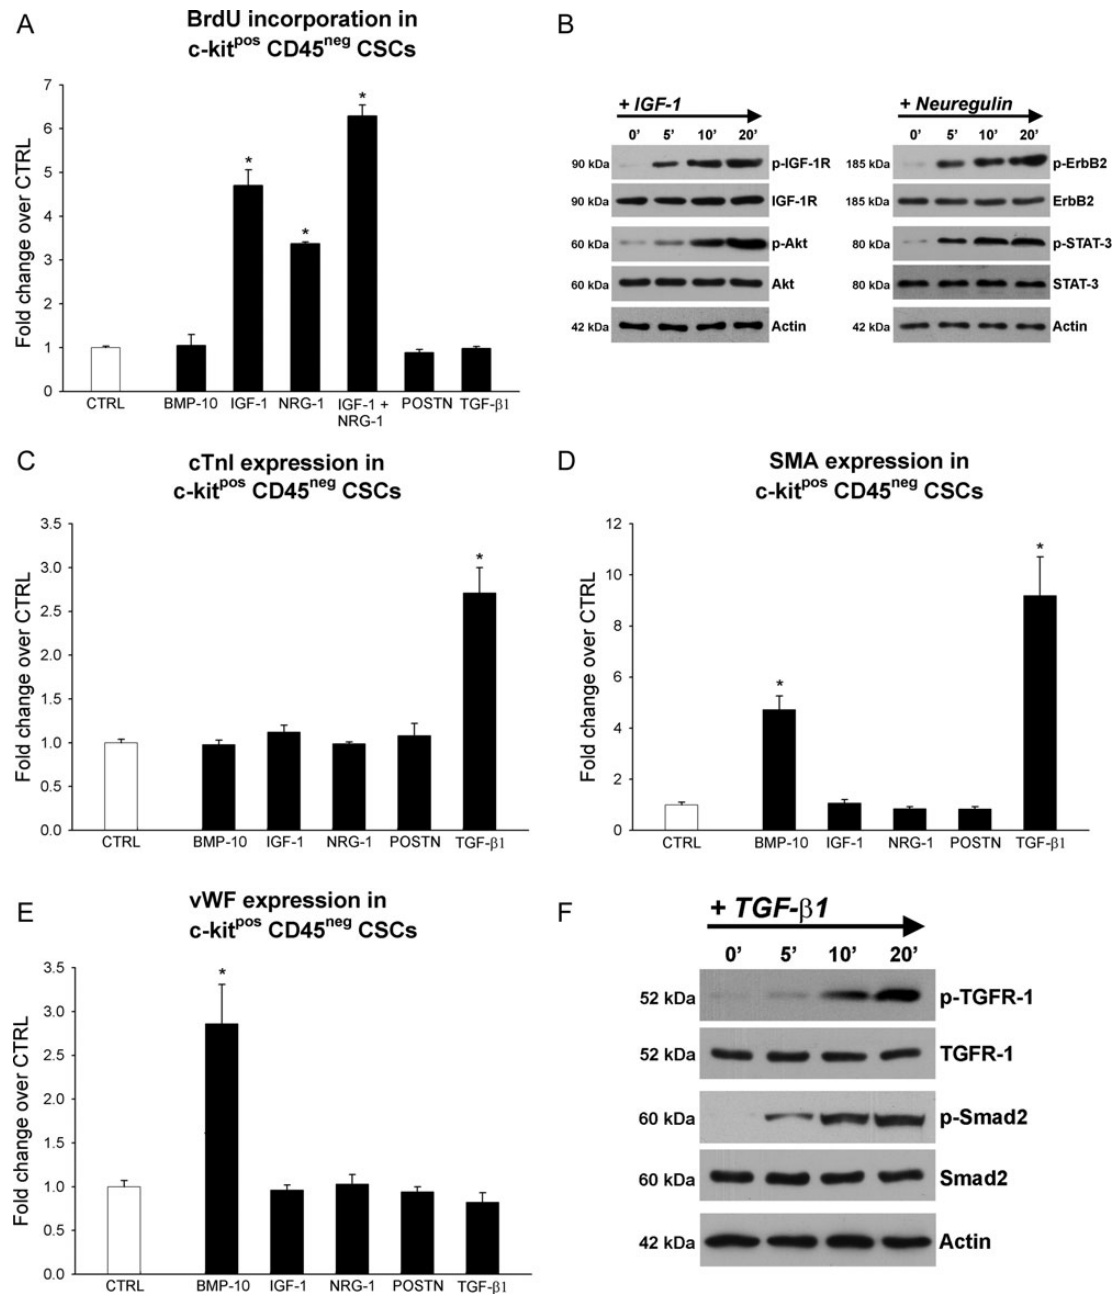 A
BrdU incorporation in
c-kitpos CD45neg CSCs
Fold change over CTRL
7
6
5
4
3
2
1
0
*
*
*
*
CTRL BMP-10 IGF-1 NRG-1 IGF-1 + NRG-1 POSTN TGF-β1
B
+ IGF-1
0' 5' 10' 20'
90 kDa p-IGF-1R
90 kDa IGF-1R
60 kDa p-Akt
60 kDa Akt
42 kDa Actin
+ Neuregulin
0' 5' 10' 20'
185 kDa p-ErbB2
185 kDa ErbB2
80 kDa p-STAT-3
80 kDa STAT-3
42 kDa Actin
C
cTnI expression in
c-kitpos CD45neg CSCs
Fold change over CTRL
3.5
3.0
2.5
2.0
1.5
1.0
0.5
0.0
*
CTRL BMP-10 IGF-1 NRG-1 POSTN TGF-β1
D
SMA expression in
c-kitpos CD45neg CSCs
Fold change over CTRL
12
10
8
6
4
2
0
*
*
CTRL BMP-10 IGF-1 NRG-1 POSTN TGF-β1
E
vWF expression in
c-kitpos CD45neg CSCs
Fold change over CTRL
3.5
3.0
2.5
2.0
1.5
1.0
0.5
0.0
*
CTRL BMP-10 IGF-1 NRG-1 POSTN TGF-β1
F
+ TGF-β1
0' 5' 10' 20'
52 kDa p-TGFR-1
52 kDa TGFR-1
60 kDa p-Smad2
60 kDa Smad2
42 kDa Actin